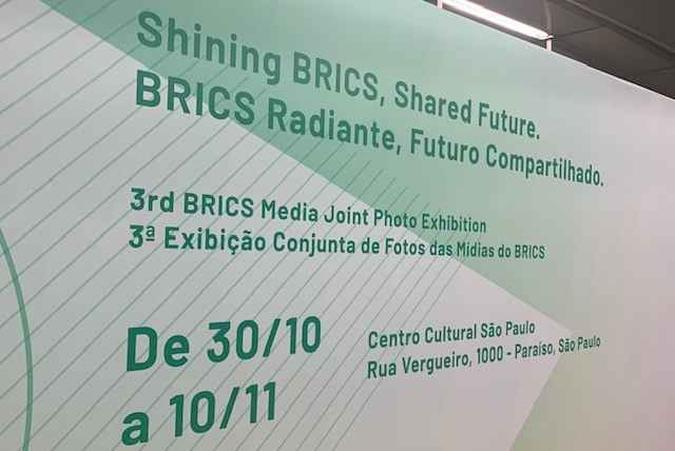 Shining BRICS, Shared Future.
BRICS Radiante, Futuro Compartilhado.
3rd BRICS Media Joint Photo Exhibition
3ª Exibição Conjunta de Fotos das Mídias do BRICS
De 30/10
a 10/11
Centro Cultural São Paulo
Rua Vergueiro, 1000 - Paraíso, São Paulo